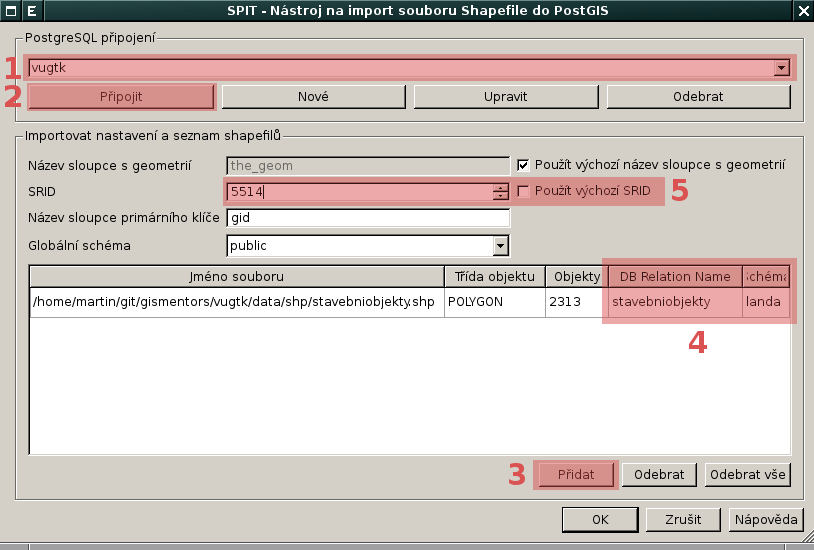 E SPIT - Nástroj na import souboru Shapefile do PostGIS
PostgreSQL připojení
1 vugtk
2 Připojit Nové Upravit Odebrat
Importovat nastavení a seznam shapefilů
Název sloupce s geometrií the_geom Použít výchozí název sloupce s geometrií
SRID 5514 Použít výchozí SRID 5
Název sloupce primárního klíče gid
Globální schéma public
Jméno souboru Třída objektu Objekty DB Relation Name chéma
/home/martin/git/gismentors/vugtk/data/shp/stavebniobjekty.shp POLYGON 2313 stavebniobjekty landa
4
3 Přidat Odebrat Odebrat vše
OK Zrušit Nápověda